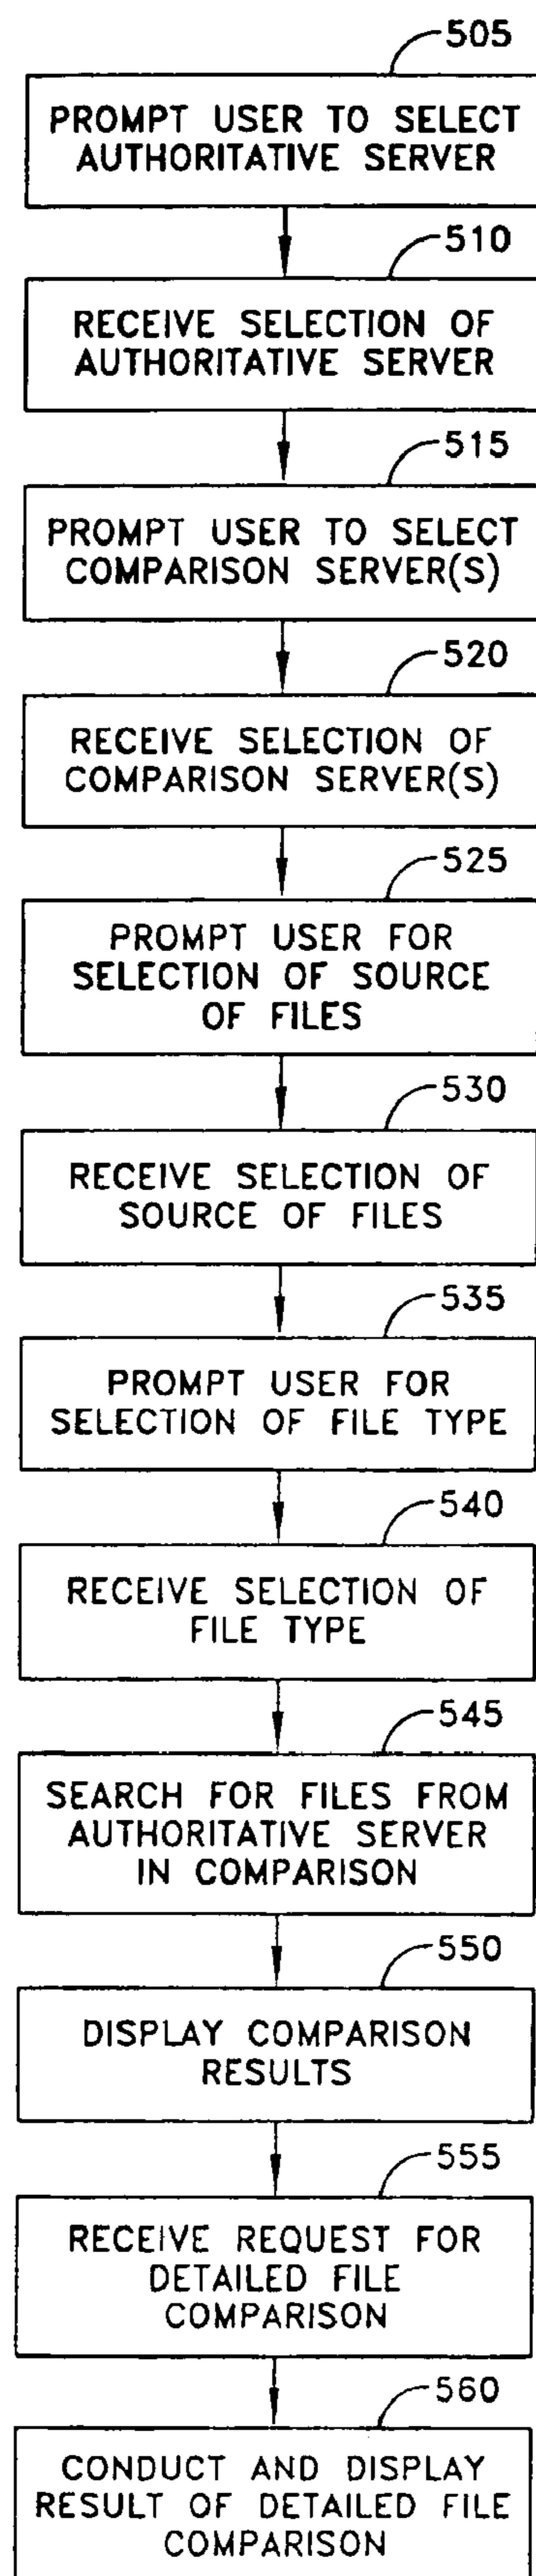 505
PROMPT USER TO SELECT
AUTHORITATIVE SERVER
510
RECEIVE SELECTION OF
AUTHORITATIVE SERVER
515
PROMPT USER TO SELECT
COMPARISON SERVER(S)
520
RECEIVE SELECTION OF
COMPARISON SERVER(S)
525
PROMPT USER FOR
SELECTION OF SOURCE
OF FILES
530
RECEIVE SELECTION OF
SOURCE OF FILES
535
PROMPT USER FOR
SELECTION OF FILE TYPE
540
RECEIVE SELECTION OF
FILE TYPE
545
SEARCH FOR FILES FROM
AUTHORITATIVE SERVER
IN COMPARISON
550
DISPLAY COMPARISON
RESULTS
555
RECEIVE REQUEST FOR
DETAILED FILE
COMPARISON
560
CONDUCT AND DISPLAY
RESULT OF DETAILED FILE
COMPARISON